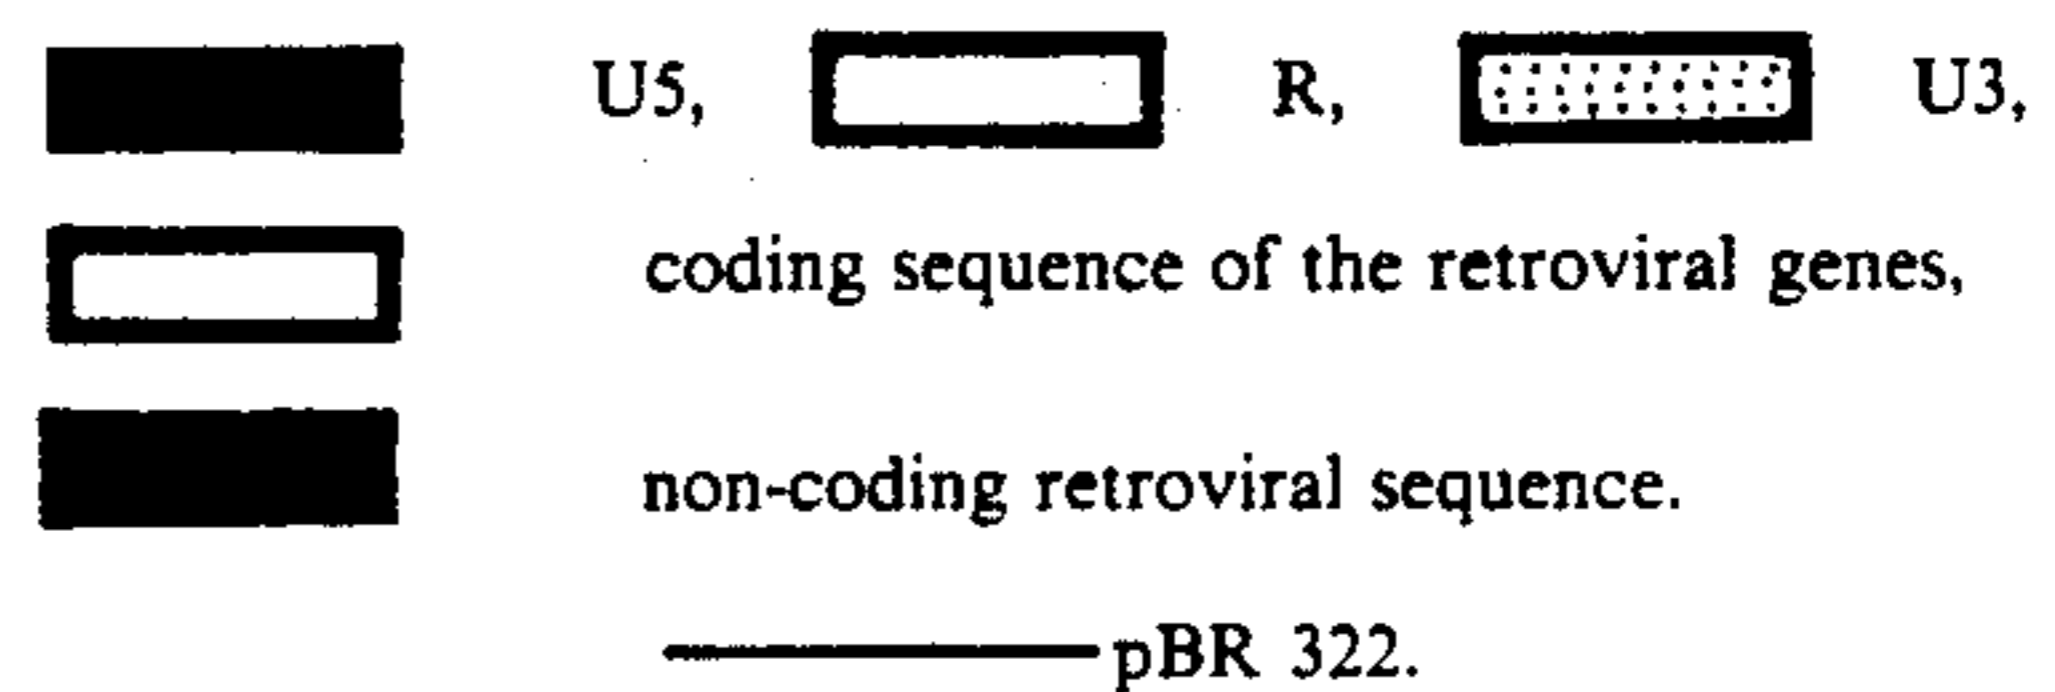 U5, R, U3,
coding sequence of the retroviral genes,
non-coding retroviral sequence.
pBR 322.